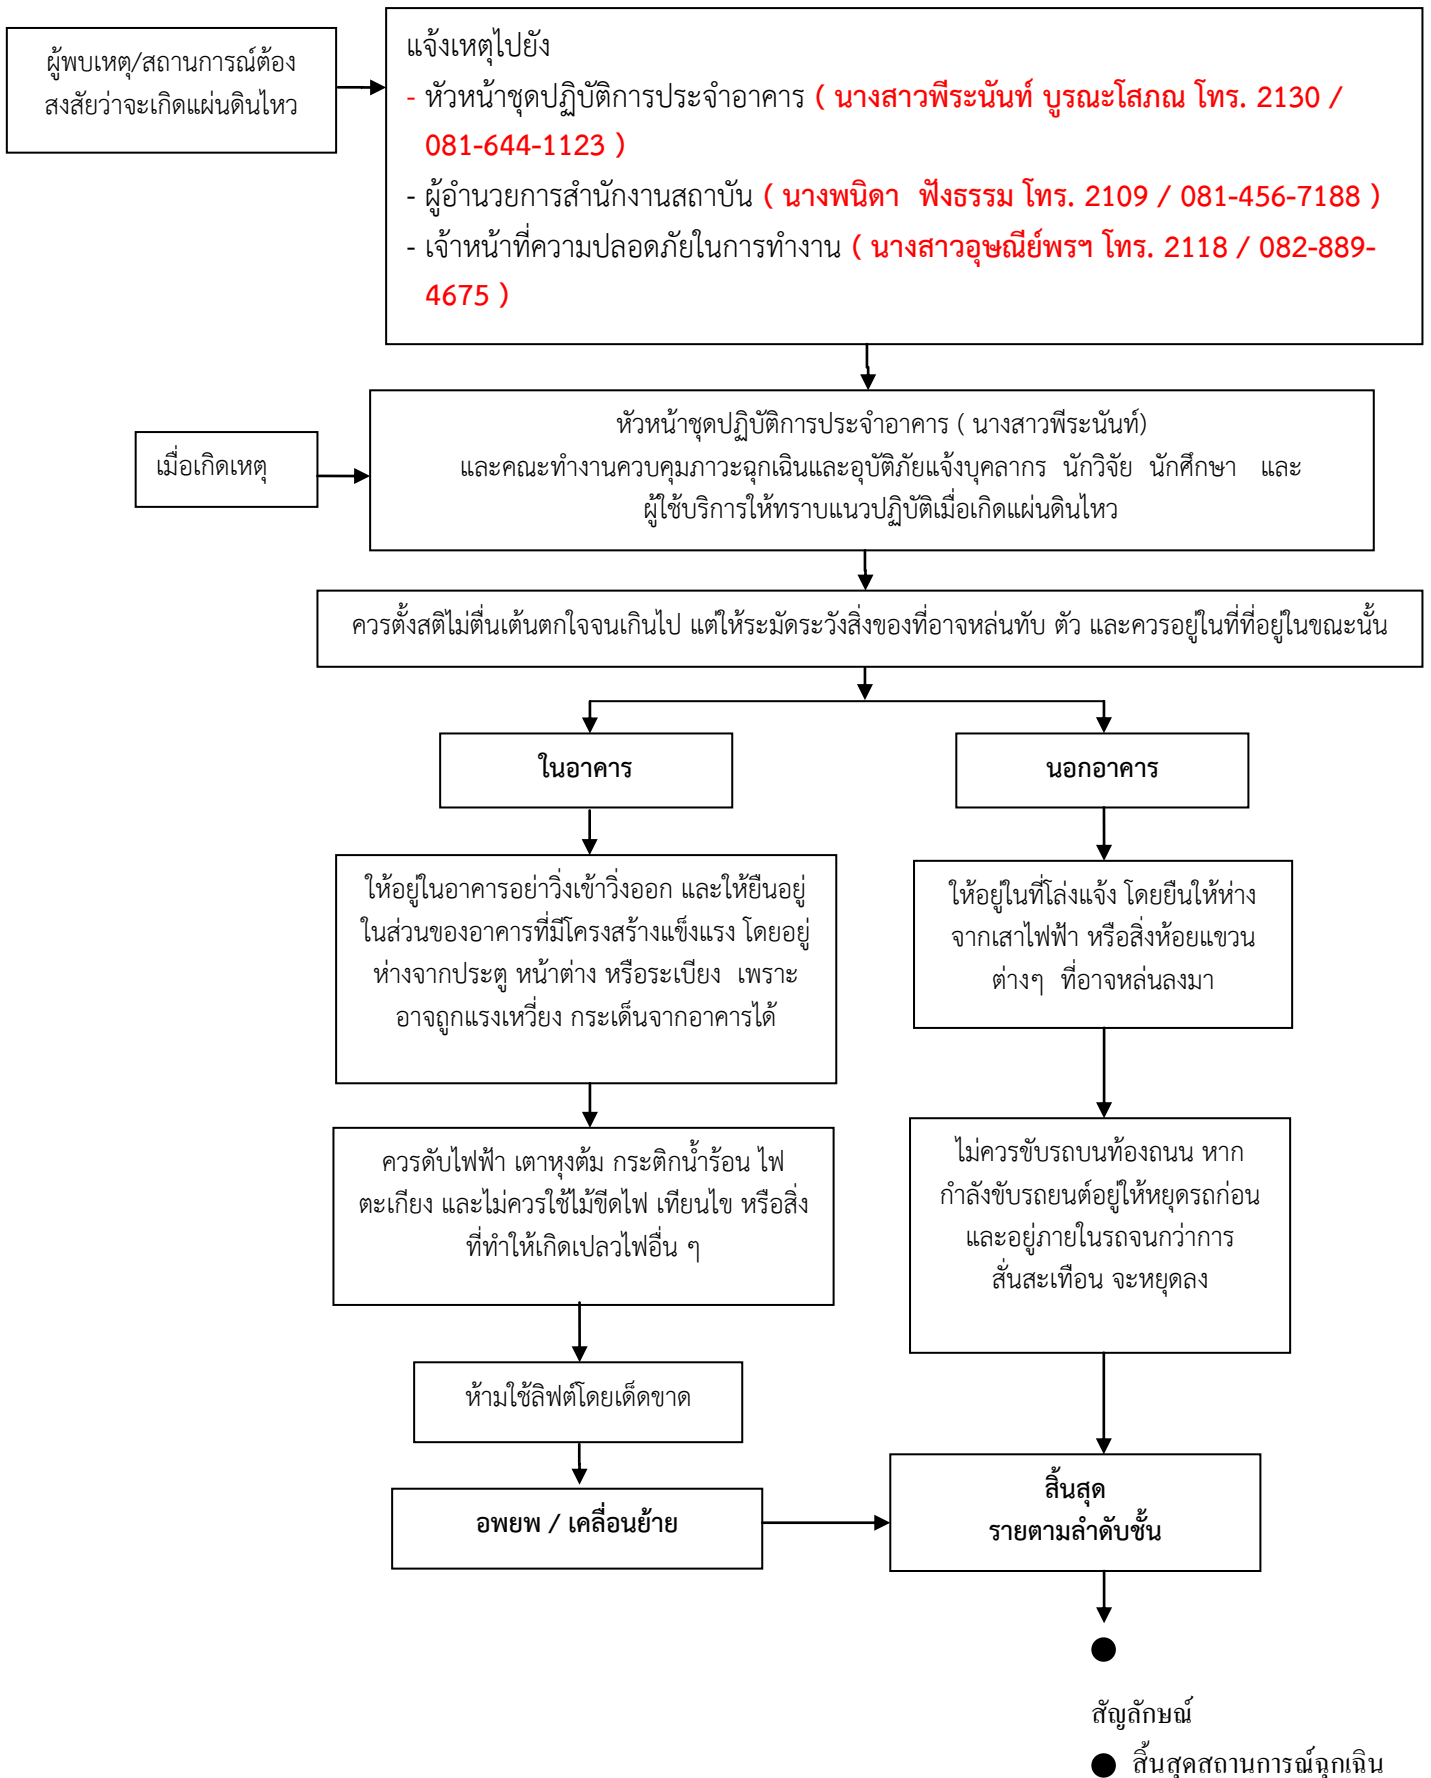 ผู้พบเหตุ/สถานการณ์ต้อง
สงสัยว่าจะเกิดแผ่นดินไหว
แจ้งเหตุไปยัง
- หัวหน้าชุดปฏิบัติการประจำอาคาร ( นางสาวพีระนันท์ บูรณะโสภณ โทร. 2130 /
081-644-1123 )
- ผู้อำนวยการสำนักงานสถาบัน ( นางพนิดา ฟังธรรม โทร. 2109 / 081-456-7188 )
- เจ้าหน้าที่ความปลอดภัยในการทำงาน ( นางสาวอุษณีย์พรฯ โทร. 2118 / 082-889-
4675 )
เมื่อเกิดเหตุ
หัวหน้าชุดปฏิบัติการประจำอาคาร ( นางสาวพีระนันท์)
และคณะทำงานควบคุมภาวะฉุกเฉินและอุบัติภัยแจ้งบุคลากร นักวิจัย นักศึกษา และ
ผู้ใช้บริการให้ทราบแนวปฏิบัติเมื่อเกิดแผ่นดินไหว
ควรตั้งสติไม่ตื่นเต้นตกใจจนเกินไป แต่ให้ระมัดระวังสิ่งของที่อาจหล่นทับ ตัว และควรอยู่ในที่ที่อยู่ในขณะนั้น
ในอาคาร
ให้อยู่ในอาคารอย่าวิ่งเข้าวิ่งออก และให้ยืนอยู่
ในส่วนของอาคารที่มีโครงสร้างแข็งแรง โดยอยู่
ห่างจากประตู หน้าต่าง หรือระเบียง เพราะ
อาจถูกแรงเหวี่ยง กระเด็นจากอาคารได้
ควรดับไฟฟ้า เตาหุงต้ม กระติกน้ำร้อน ไฟ
ตะเกียง และไม่ควรใช้ไม้ขีดไฟ เทียนไข หรือสิ่ง
ที่ทำให้เกิดเปลวไฟอื่น ๆ
ห้ามใช้ลิฟต์โดยเด็ดขาด
อพยพ / เคลื่อนย้าย
นอกอาคาร
ให้อยู่ในที่โล่งแจ้ง โดยยืนให้ห่าง
จากเสาไฟฟ้า หรือสิ่งห้อยแขวน
ต่างๆ ที่อาจหล่นลงมา
ไม่ควรขับรถบนท้องถนน หาก
กำลังขับรถยนต์อยู่ให้หยุดรถก่อน
และอยู่ภายในรถจนกว่าการ
สั่นสะเทือน จะหยุดลง
สิ้นสุด
รายตามลำดับชั้น
สัญลักษณ์
● สิ้นสุดสถานการณ์ฉุกเฉิน